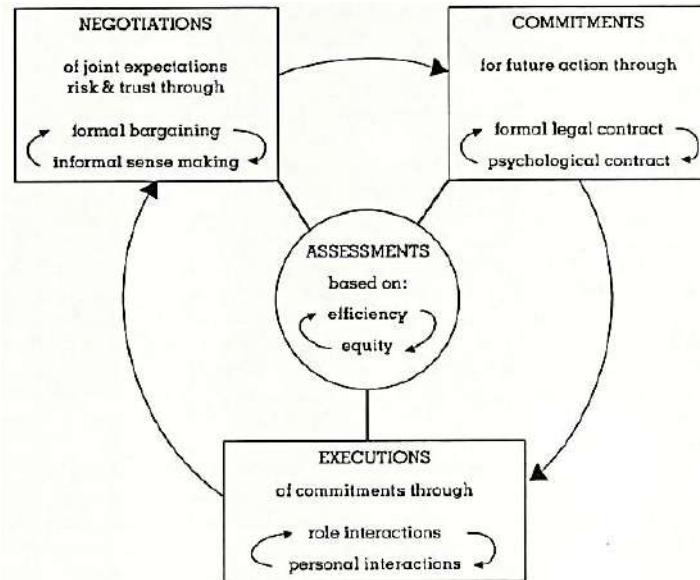 NEGOTIATIONS
of joint expectations
risk & trust through
formal bargaining
informal sense making
COMMITMENTS
for future action through
formal legal contract
psychological contract
ASSESSMENTS
based on:
efficiency
equity
EXECUTIONS
of commitments through
role interactions
personal interactions